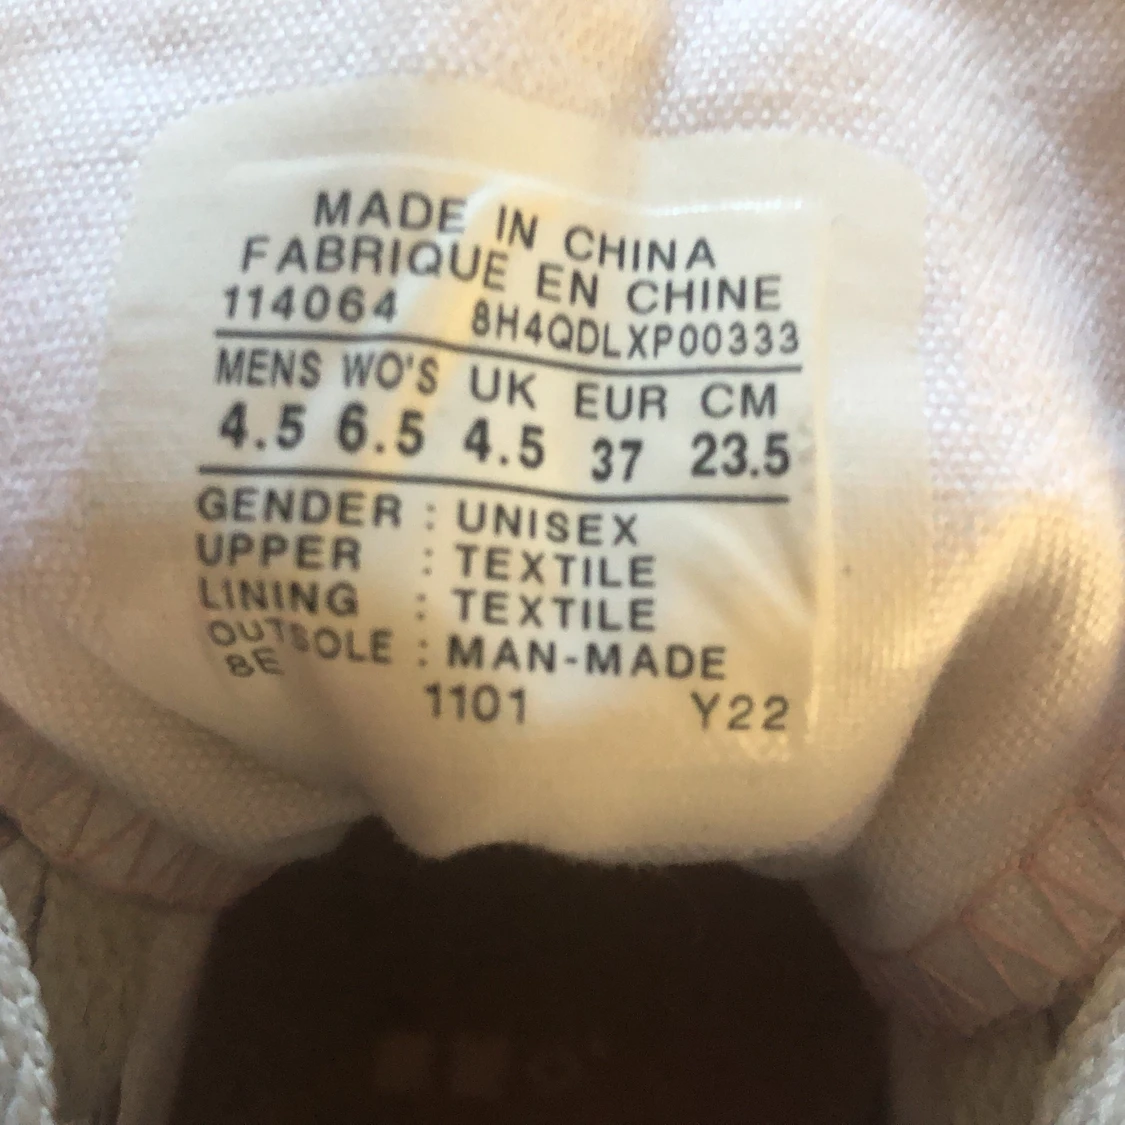 MADE IN CHINA
FABRIQUE EN CHINE
114064 8H4QDLXP00333
MENS WO'S UK EUR CM
4.5 6.5 4.5 37 23.5
GENDER : UNISEX
UPPER : TEXTILE
LINING : TEXTILE
OUTSOLE : MAN-MADE
8E
1101 Y22